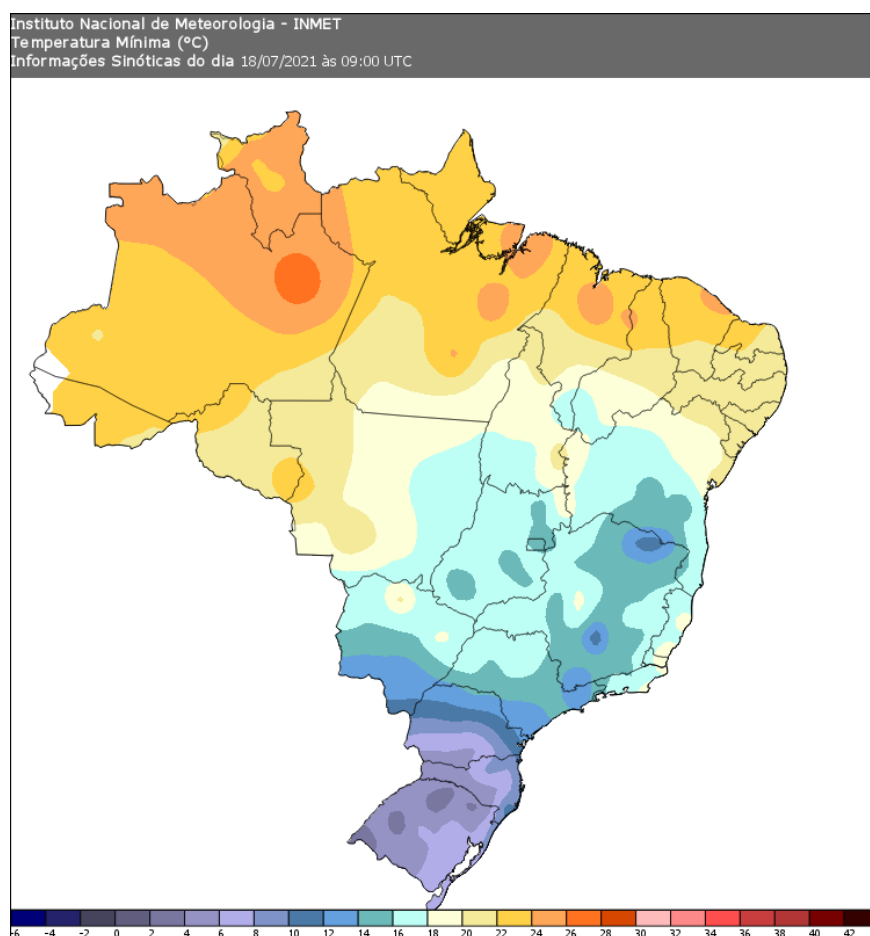 Instituto Nacional de Meteorologia - INMET
Temperatura Mínima (ºC)
Informações Sinóticas do dia 18/07/2021 às 09:00 UTC
-6 -4 -2 0 2 4 6 8 10 12 14 16 18 20 22 24 26 28 30 32 34 36 38 40 42